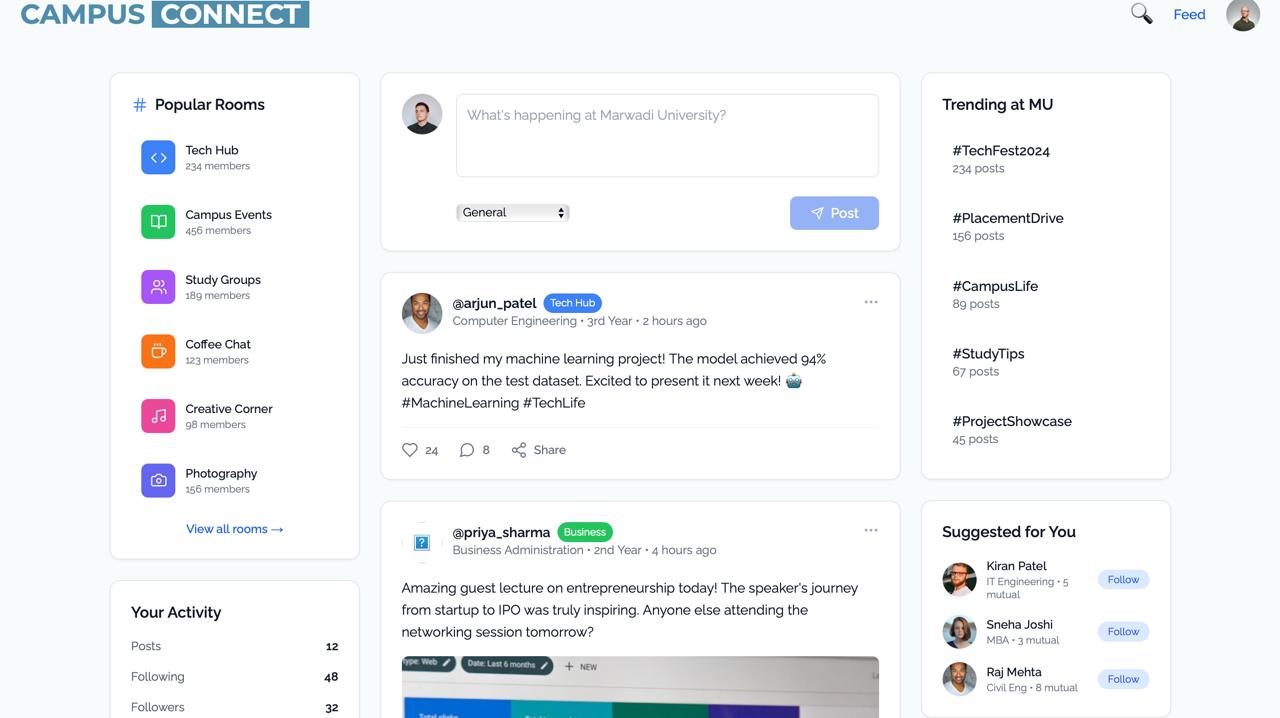 CAMPUS CONNECT
Feed
Popular Rooms
Tech Hub
234 members
Campus Events
456 members
Study Groups
189 members
Coffee Chat
123 members
Creative Corner
98 members
Photography
156 members
View all rooms →
Your Activity
Posts 12
Following 48
Followers 32
What's happening at Marwadi University?
General
Post
@arjun_patel Tech Hub
Computer Engineering • 3rd Year • 2 hours ago
Just finished my machine learning project! The model achieved 94%
accuracy on the test dataset. Excited to present it next week! 🤖
#MachineLearning #TechLife
24 8 Share
@priya_sharma Business
Business Administration • 2nd Year • 4 hours ago
Amazing guest lecture on entrepreneurship today! The speaker's journey
from startup to IPO was truly inspiring. Anyone else attending the
networking session tomorrow?
ype: Web Date: Last 6 months + NEW
Total clicks
Trending at MU
#TechFest2024
234 posts
#PlacementDrive
156 posts
#CampusLife
89 posts
#StudyTips
67 posts
#ProjectShowcase
45 posts
Suggested for You
Kiran Patel
IT Engineering • 5
mutual
Follow
Sneha Joshi
MBA • 3 mutual
Follow
Raj Mehta
Civil Eng • 8 mutual
Follow